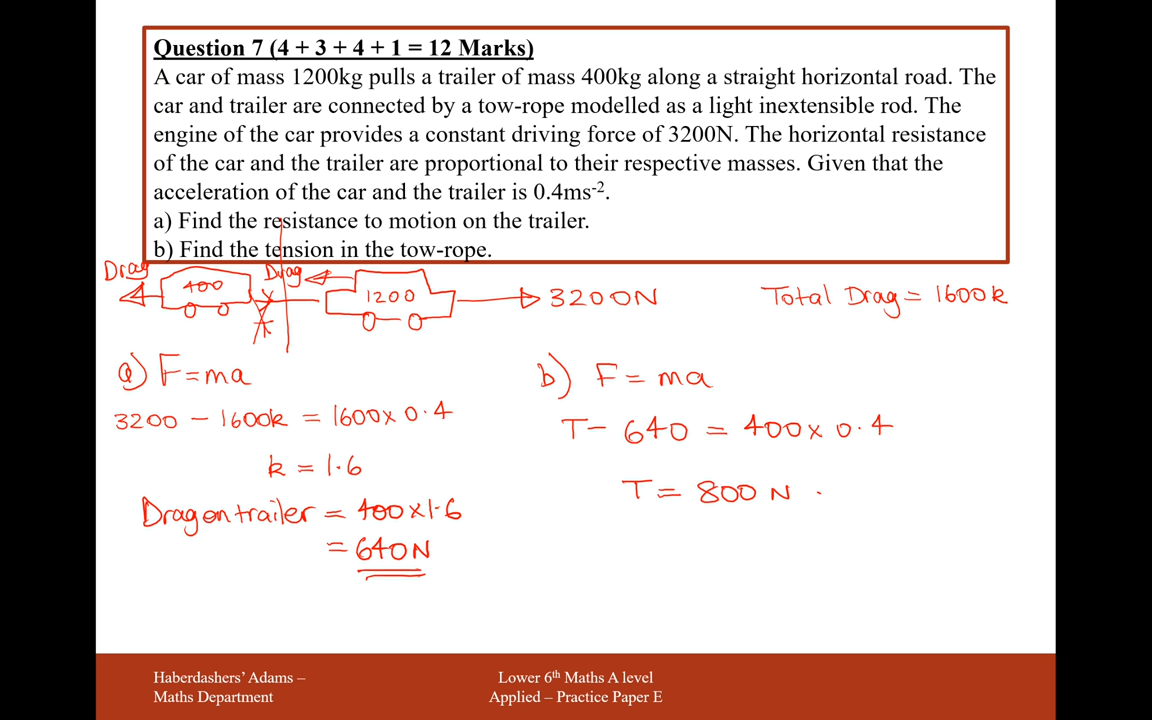 Question 7 (4 + 3 + 4 + 1 = 12 Marks)
A car of mass 1200kg pulls a trailer of mass 400kg along a straight horizontal road. The
car and trailer are connected by a tow-rope modelled as a light inextensible rod. The
engine of the car provides a constant driving force of 3200N. The horizontal resistance
of the car and the trailer are proportional to their respective masses. Given that the
acceleration of the car and the trailer is 0.4ms⁻².
a) Find the resistance to motion on the trailer.
b) Find the tension in the tow-rope.
Drag
400
Drag
1200
3200N
Total Drag = 1600k
a) F = ma
3200 - 1600k = 1600 x 0.4
k = 1.6
Drag on trailer = 400 x 1.6
= 640N
b) F = ma
T - 640 = 400 x 0.4
T = 800 N .
Haberdashers' Adams –
Maths Department
Lower 6th Maths A level
Applied – Practice Paper E